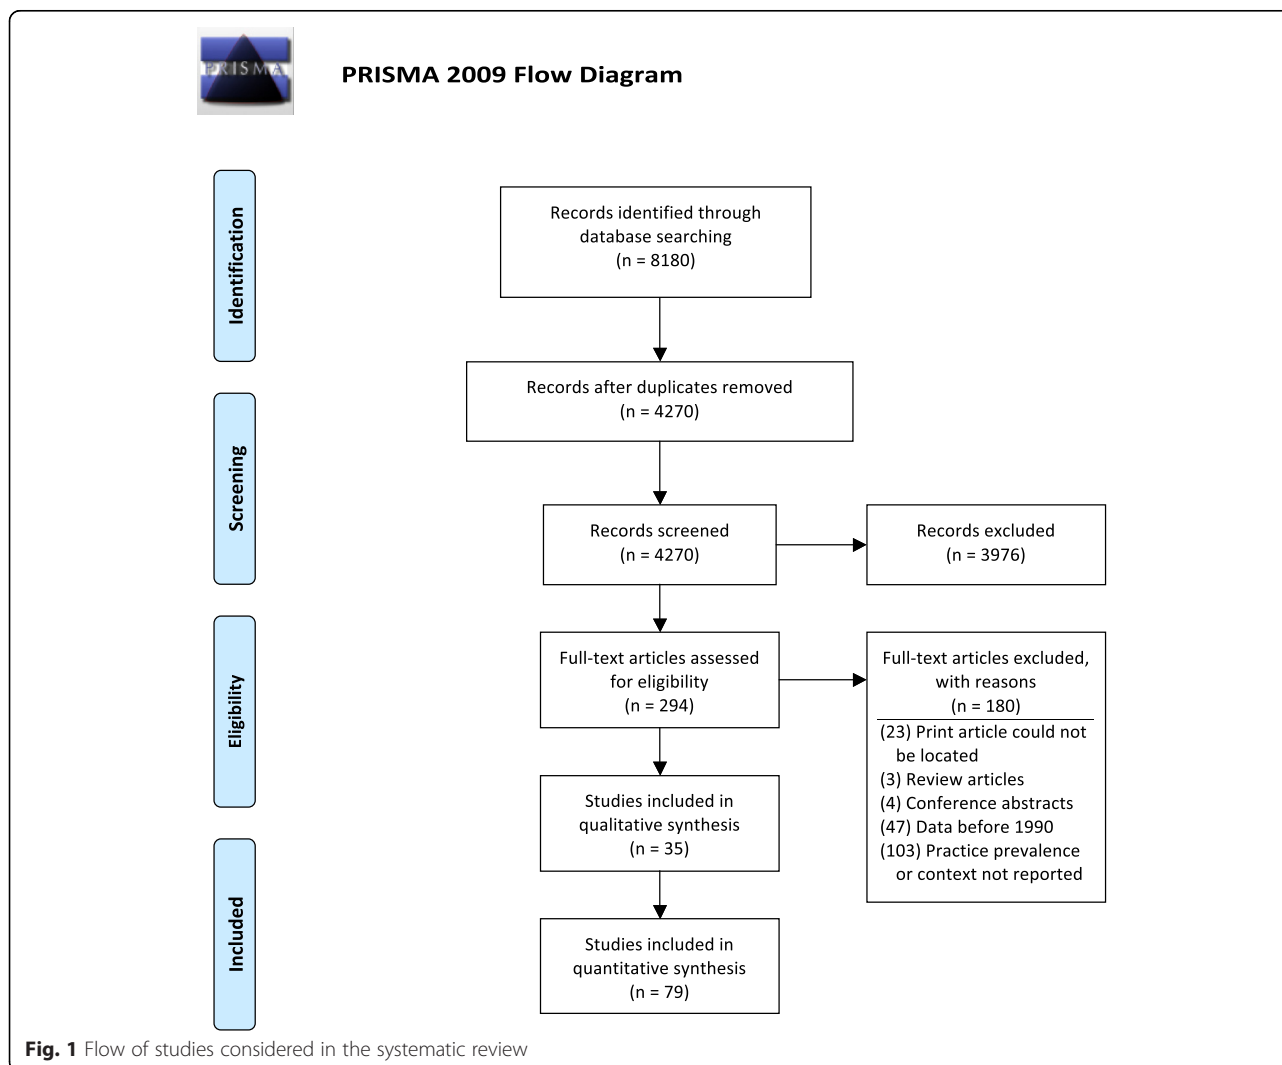 PRISMA
PRISMA 2009 Flow Diagram
Identification
Records identified through
database searching
(n = 8180)
Records after duplicates removed
(n = 4270)
Screening
Records screened
(n = 4270)
Records excluded
(n = 3976)
Eligibility
Full-text articles assessed
for eligibility
(n = 294)
Full-text articles excluded,
with reasons
(n = 180)
(23) Print article could not
be located
(3) Review articles
(4) Conference abstracts
(47) Data before 1990
(103) Practice prevalence
or context not reported
Studies included in
qualitative synthesis
(n = 35)
Included
Studies included in
quantitative synthesis
(n = 79)
Fig. 1 Flow of studies considered in the systematic review